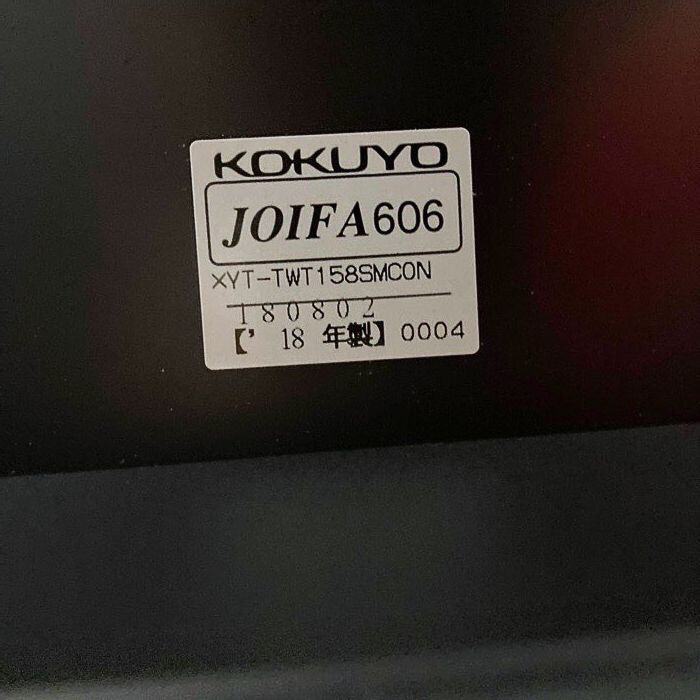 KOKUYO
JOIFA606
XYT-TWT158SMCON
180802
【' 18 年製】 0004